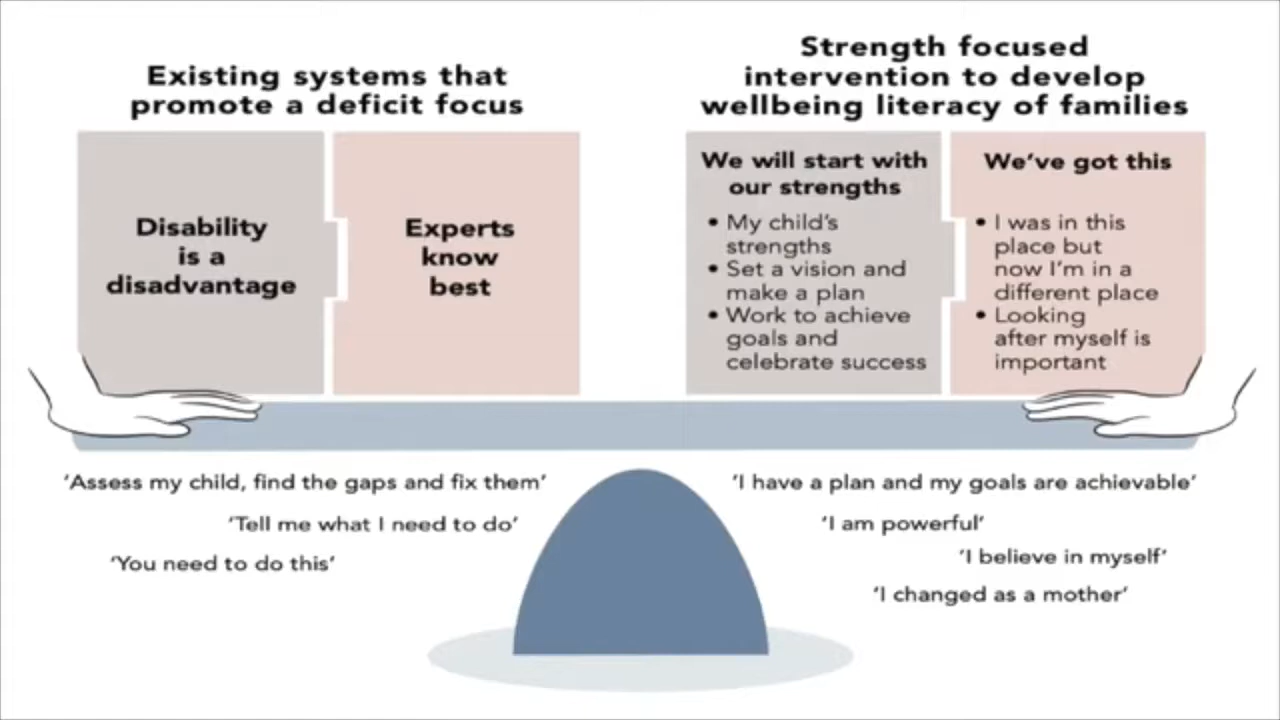 Existing systems that
promote a deficit focus
Disability
is a
disadvantage
Experts
know
best
Strength focused
intervention to develop
wellbeing literacy of families
We will start with
our strengths
• My child's
strengths
• Set a vision and
make a plan
• Work to achieve
goals and
celebrate success
We've got this
• I was in this
place but
now I'm in a
different place
• Looking
after myself is
important
'Assess my child, find the gaps and fix them'
'Tell me what I need to do'
'You need to do this'
'I have a plan and my goals are achievable'
'I am powerful'
'I believe in myself'
'I changed as a mother'